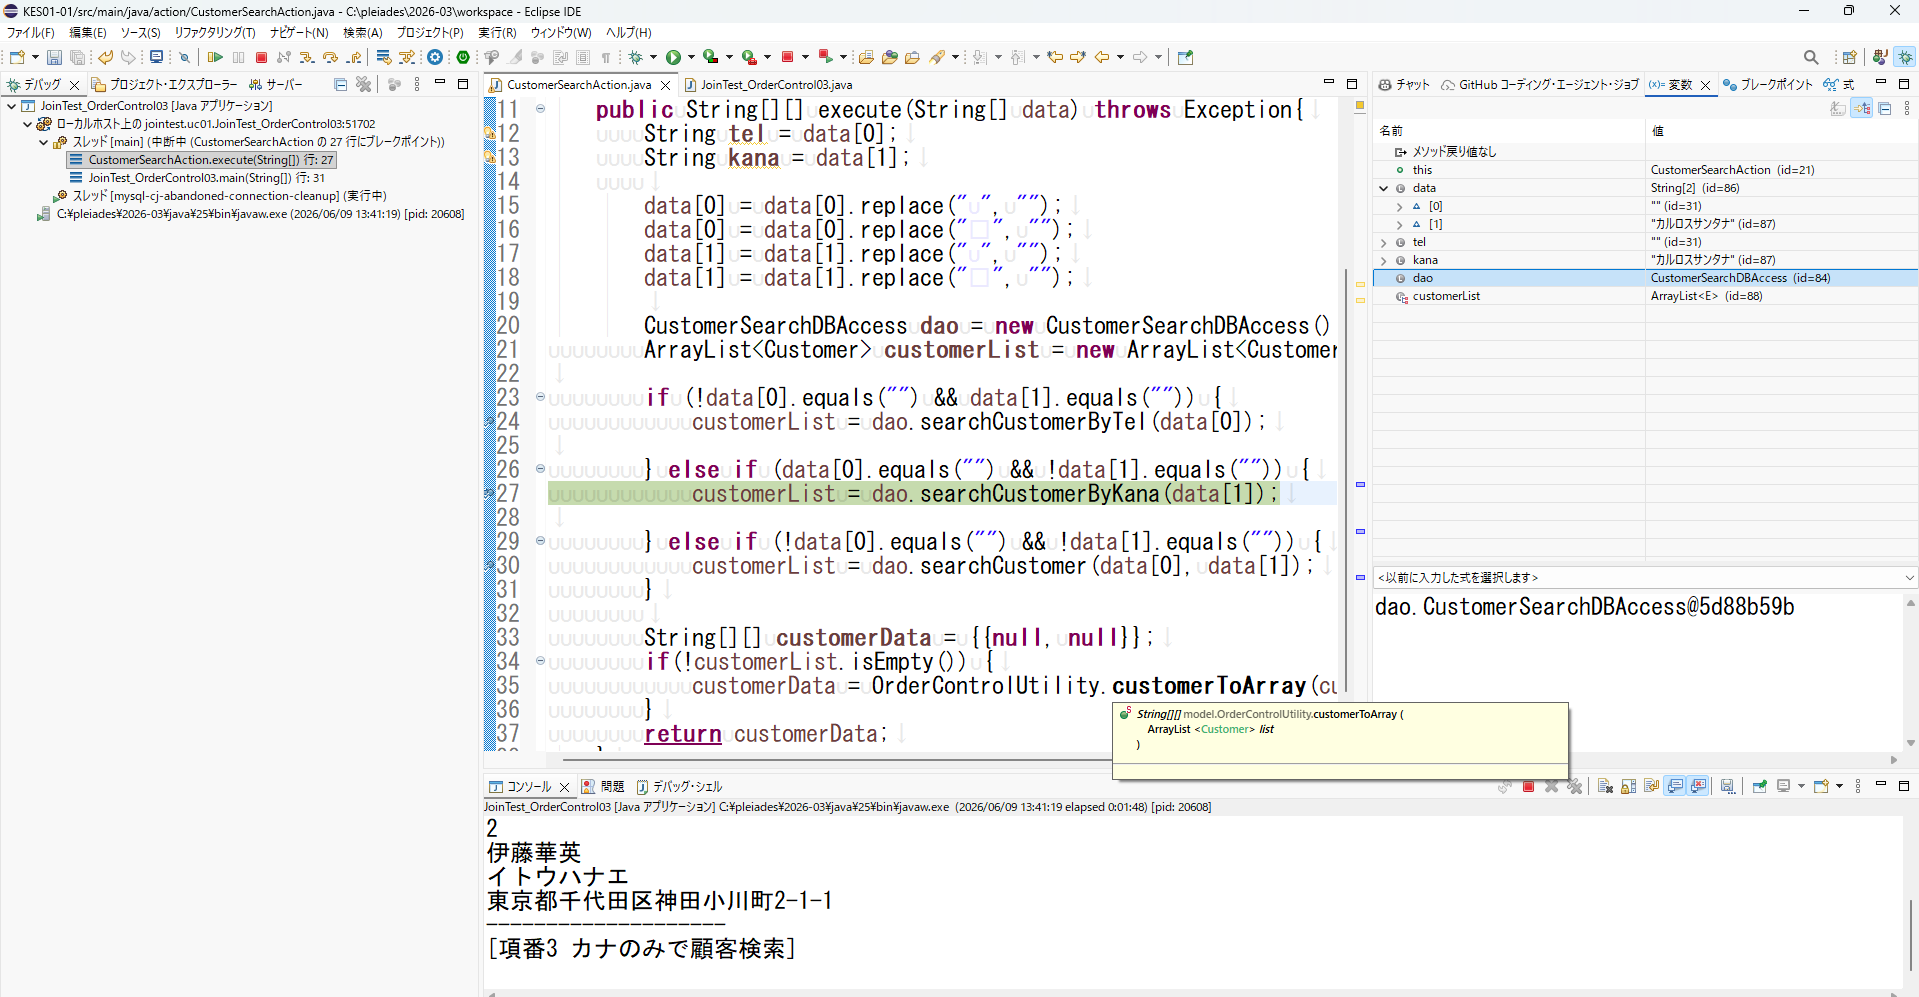 KES01-01/src/main/java/action/CustomerSearchAction.java - C:\pleiades\2026-03\workspace - Eclipse IDE
ファイル(F) 編集(E) ソース(S) リファクタリング(T) ナビゲート(N) 検索(A) プロジェクト(P) 実行(R) ウィンドウ(W) ヘルプ(H)
デバッグ プロジェクト・エクスプローラー サーバー
JoinTest_OrderControl03 [Java アプリケーション]
ローカルホスト上の jointest.uc01.JoinTest_OrderControl03:51702
スレッド [main] (中断中 (CustomerSearchAction の 27 行にブレークポイント))
CustomerSearchAction.execute(String[]) 行: 27
JoinTest_OrderControl03.main(String[]) 行: 31
スレッド [mysql-cj-abandoned-connection-cleanup] (実行中)
C:¥pleiades¥2026-03¥java¥25¥bin¥javaw.exe (2026/06/09 13:41:19) [pid: 20608]
CustomerSearchAction.java JoinTest_OrderControl03.java
11 public String[][] execute(String[] data) throws Exception{
12 String tel = data[0];
13 String kana = data[1];
14
15 data[0] = data[0].replace(" ", "");
16 data[0] = data[0].replace("　", "");
17 data[1] = data[1].replace(" ", "");
18 data[1] = data[1].replace("　", "");
19
20 CustomerSearchDBAccess dao = new CustomerSearchDBAccess()
21 ArrayList<Customer> customerList = new ArrayList<Customer
22
23 if (!data[0].equals("") && data[1].equals("")) {
24 customerList = dao.searchCustomerByTel(data[0]);
25
26 } else if (data[0].equals("") && !data[1].equals("")) {
27 customerList = dao.searchCustomerByKana(data[1]);
28
29 } else if (!data[0].equals("") && !data[1].equals("")) {
30 customerList = dao.searchCustomer(data[0], data[1]);
31 }
32
33 String[][] customerData = {{null, null}};
34 if(!customerList.isEmpty()) {
35 customerData = OrderControlUtility.customerToArray(cu
36 }
37 return customerData;
String[][] model.OrderControlUtility.customerToArray (
ArrayList <Customer> list
)
チャット GitHub コーディング・エージェント・ジョブ (x)= 変数 ブレークポイント 式
名前 値
メソッド戻り値なし
this CustomerSearchAction (id=21)
data String[2] (id=86)
[0] "" (id=31)
[1] "カルロスサンタナ" (id=87)
tel "" (id=31)
kana "カルロスサンタナ" (id=87)
dao CustomerSearchDBAccess (id=84)
customerList ArrayList<E> (id=88)
<以前に入力した式を選択します>
dao.CustomerSearchDBAccess@5d88b59b
コンソール 問題 デバッグ・シェル
JoinTest_OrderControl03 [Java アプリケーション] C:¥pleiades¥2026-03¥java¥25¥bin¥javaw.exe (2026/06/09 13:41:19 elapsed 0:01:48) [pid: 20608]
2
伊藤華英
イトウハナエ
東京都千代田区神田小川町2-1-1
--------------------
[項番3 カナのみで顧客検索]